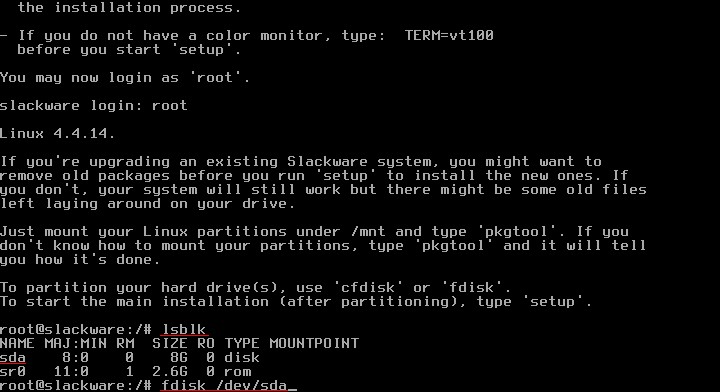 the installation process.
- If you do not have a color monitor, type:  TERM=vt100
before you start 'setup'.
You may now login as 'root'.
slackware login: root
Linux 4.4.14.
If you're upgrading an existing Slackware system, you might want to
remove old packages before you run 'setup' to install the new ones. If
you don't, your system will still work but there might be some old files
left laying around on your drive.
Just mount your Linux partitions under /mnt and type 'pkgtool'. If you
don't know how to mount your partitions, type 'pkgtool' and it will tell
you how it's done.
To partition your hard drive(s), use 'cfdisk' or 'fdisk'.
To start the main installation (after partitioning), type 'setup'.
root@slackware:/# lsblk
NAME MAJ:MIN RM  SIZE RO TYPE MOUNTPOINT
sda    8:0    0    8G  0 disk
sr0   11:0    1  2.6G  0 rom
root@slackware:/# fdisk /dev/sda_